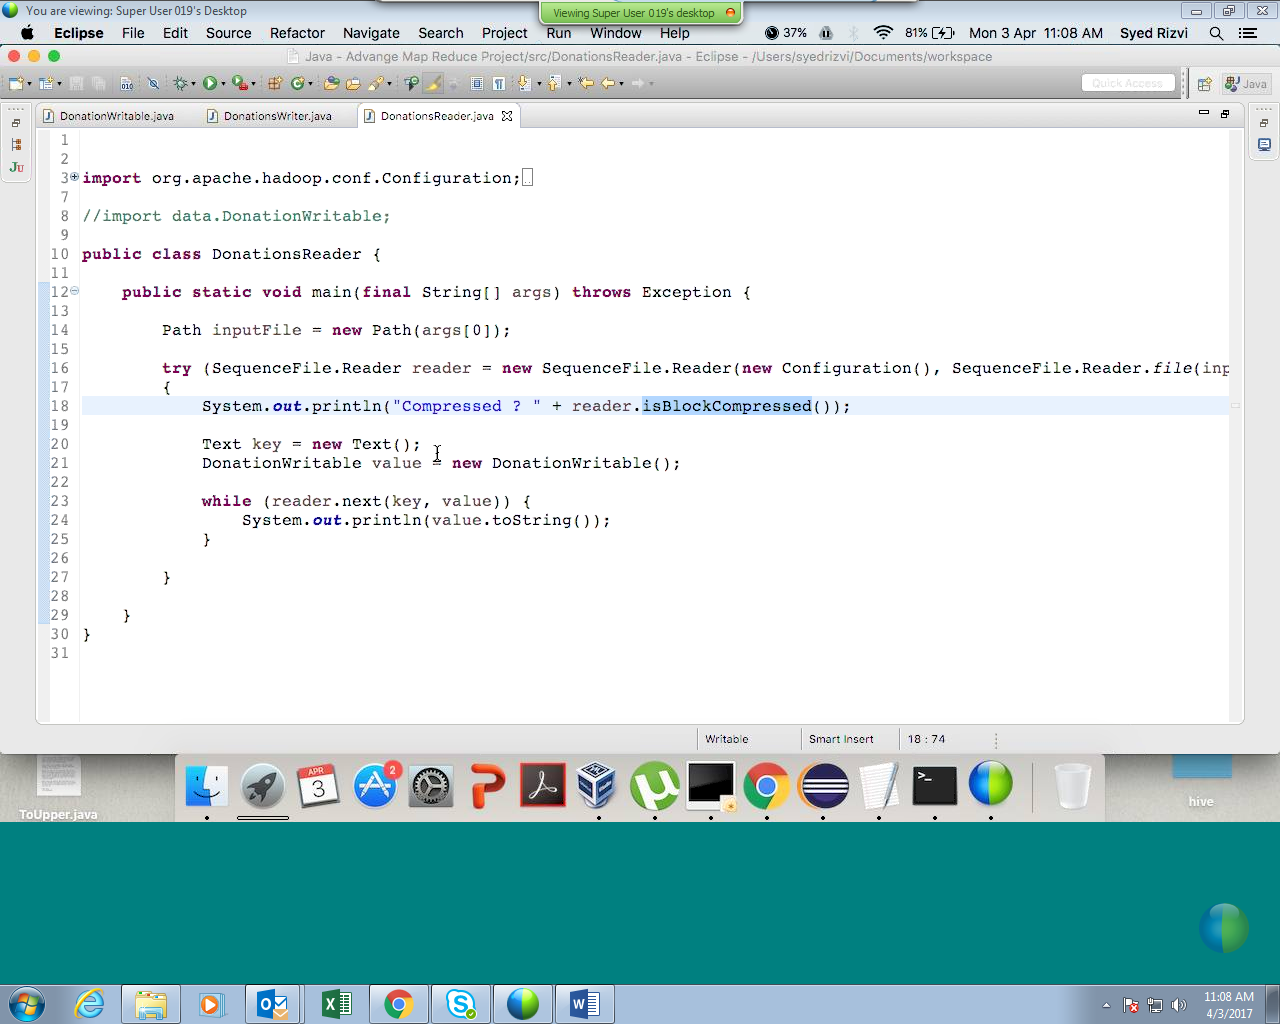 You are viewing: Super User 019's Desktop
Viewing Super User 019's desktop
Eclipse File Edit Source Refactor Navigate Search Project Run Window Help 37% 81% Mon 3 Apr 11:08 AM Syed Rizvi
Java - Advange Map Reduce Project/src/DonationsReader.java - Eclipse - /Users/syedrizvi/Documents/workspace
Quick Access Java
DonationWritable.java DonationsWriter.java DonationsReader.java
1
2
3 import org.apache.hadoop.conf.Configuration;
7
8 //import data.DonationWritable;
9
10 public class DonationsReader {
11
12 public static void main(final String[] args) throws Exception {
13
14 Path inputFile = new Path(args[0]);
15
16 try (SequenceFile.Reader reader = new SequenceFile.Reader(new Configuration(), SequenceFile.Reader.file(inp
17 {
18 System.out.println("Compressed ? " + reader.isBlockCompressed());
19
20 Text key = new Text();
21 DonationWritable value = new DonationWritable();
22
23 while (reader.next(key, value)) {
24 System.out.println(value.toString());
25 }
26
27 }
28
29 }
30 }
31
Writable Smart Insert 18 : 74
APR
3
2
ToUpper.java
hive
11:08 AM
4/3/2017